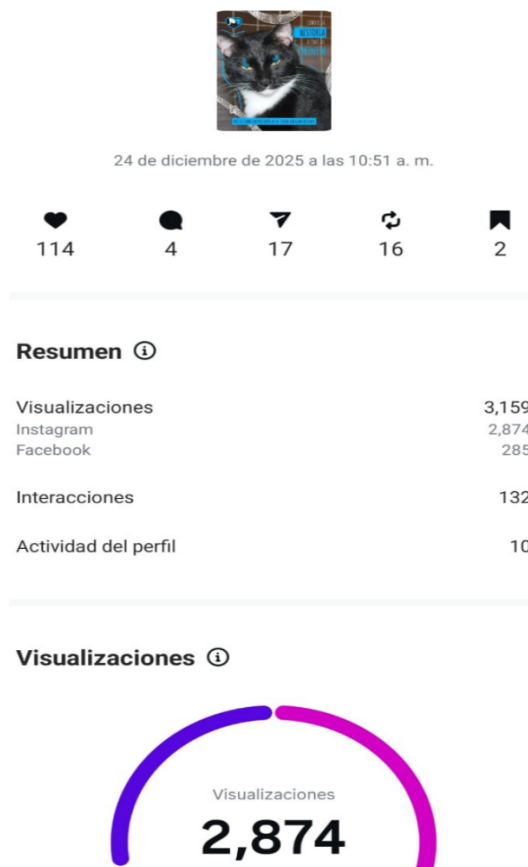 HISTORIA
24 de diciembre de 2025 a las 10:51 a. m.
114 4 17 16 2
Resumen
Visualizaciones 3,159
Instagram 2,874
Facebook 285
Interacciones 132
Actividad del perfil 10
Visualizaciones
Visualizaciones
2,874